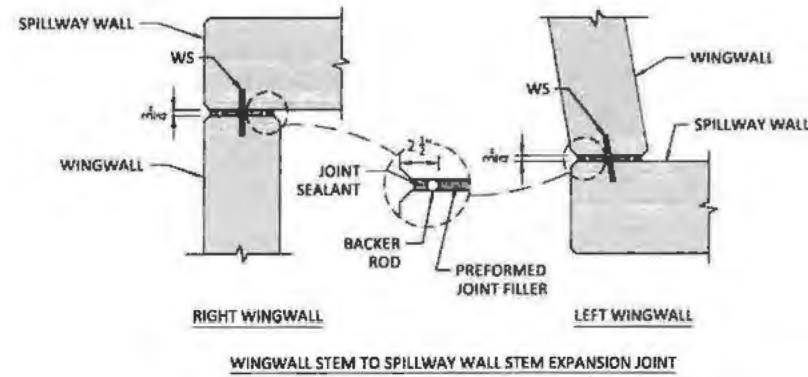 SPILLWAY WALL
WS
WINGWALL
2 1/2"
JOINT
SEALANT
BACKER
ROD
PREFORMED
JOINT FILLER
WS
WINGWALL
SPILLWAY WALL
RIGHT WINGWALL
LEFT WINGWALL
WINGWALL STEM TO SPILLWAY WALL STEM EXPANSION JOINT